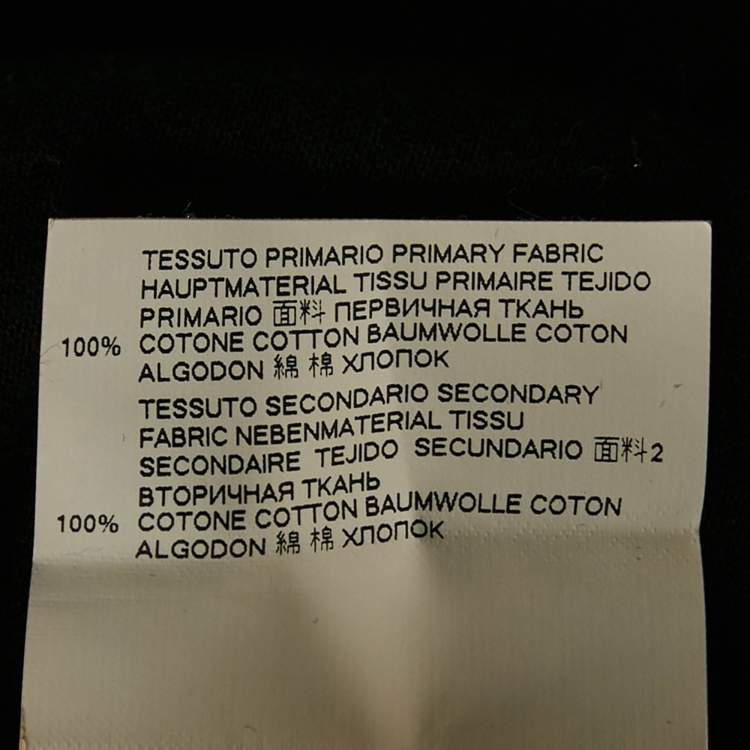 TESSUTO PRIMARIO PRIMARY FABRIC
HAUPTMATERIAL TISSU PRIMAIRE TEJIDO
PRIMARIO 面料 ПЕРВИЧНАЯ ТКАНЬ
100% COTONE COTTON BAUMWOLLE COTON
ALGODON 綿 棉 ХЛОПОК
TESSUTO SECONDARIO SECONDARY
FABRIC NEBENMATERIAL TISSU
SECONDAIRE TEJIDO SECUNDARIO 面料2
ВТОРИЧНАЯ ТКАНЬ
100% COTONE COTTON BAUMWOLLE COTON
ALGODON 綿 棉 ХЛОПОК